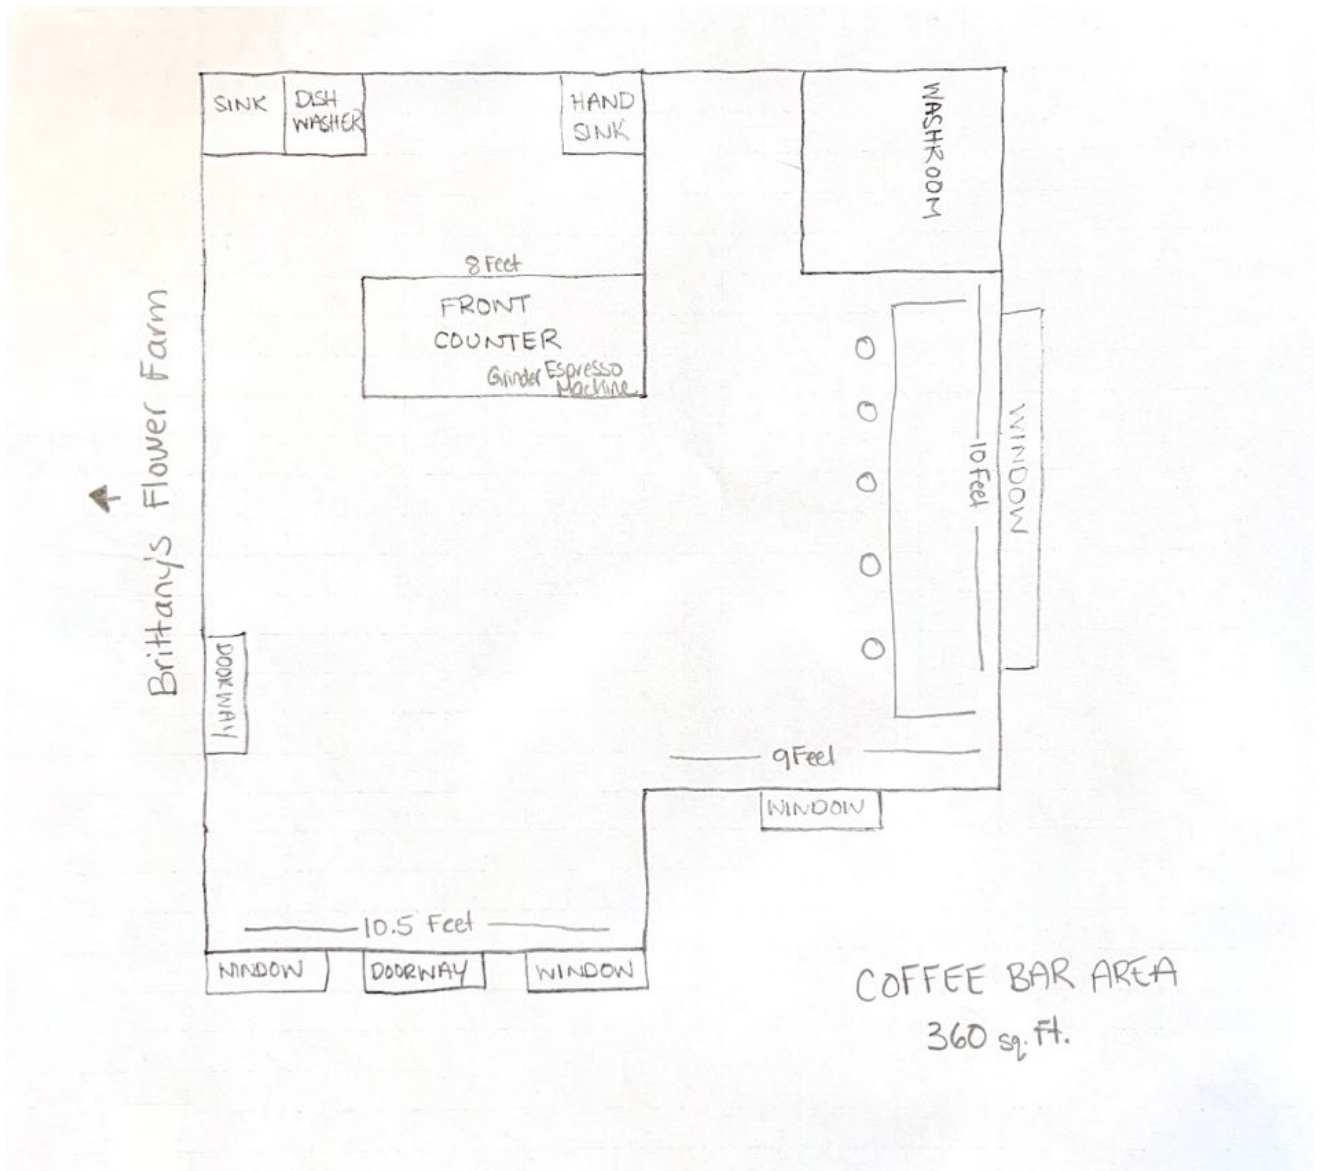 SINK
DISH
WASHER
HAND
SINK
WASHROOM
8 Feet
FRONT
COUNTER
Grinder Espresso
Machine
Brittany's Flower Farm
10 Feet
WINDOW
DOORWAY
9 Feet
WINDOW
10.5 Feet
WINDOW
DOORWAY
WINDOW
COFFEE BAR AREA
360 sq. ft.